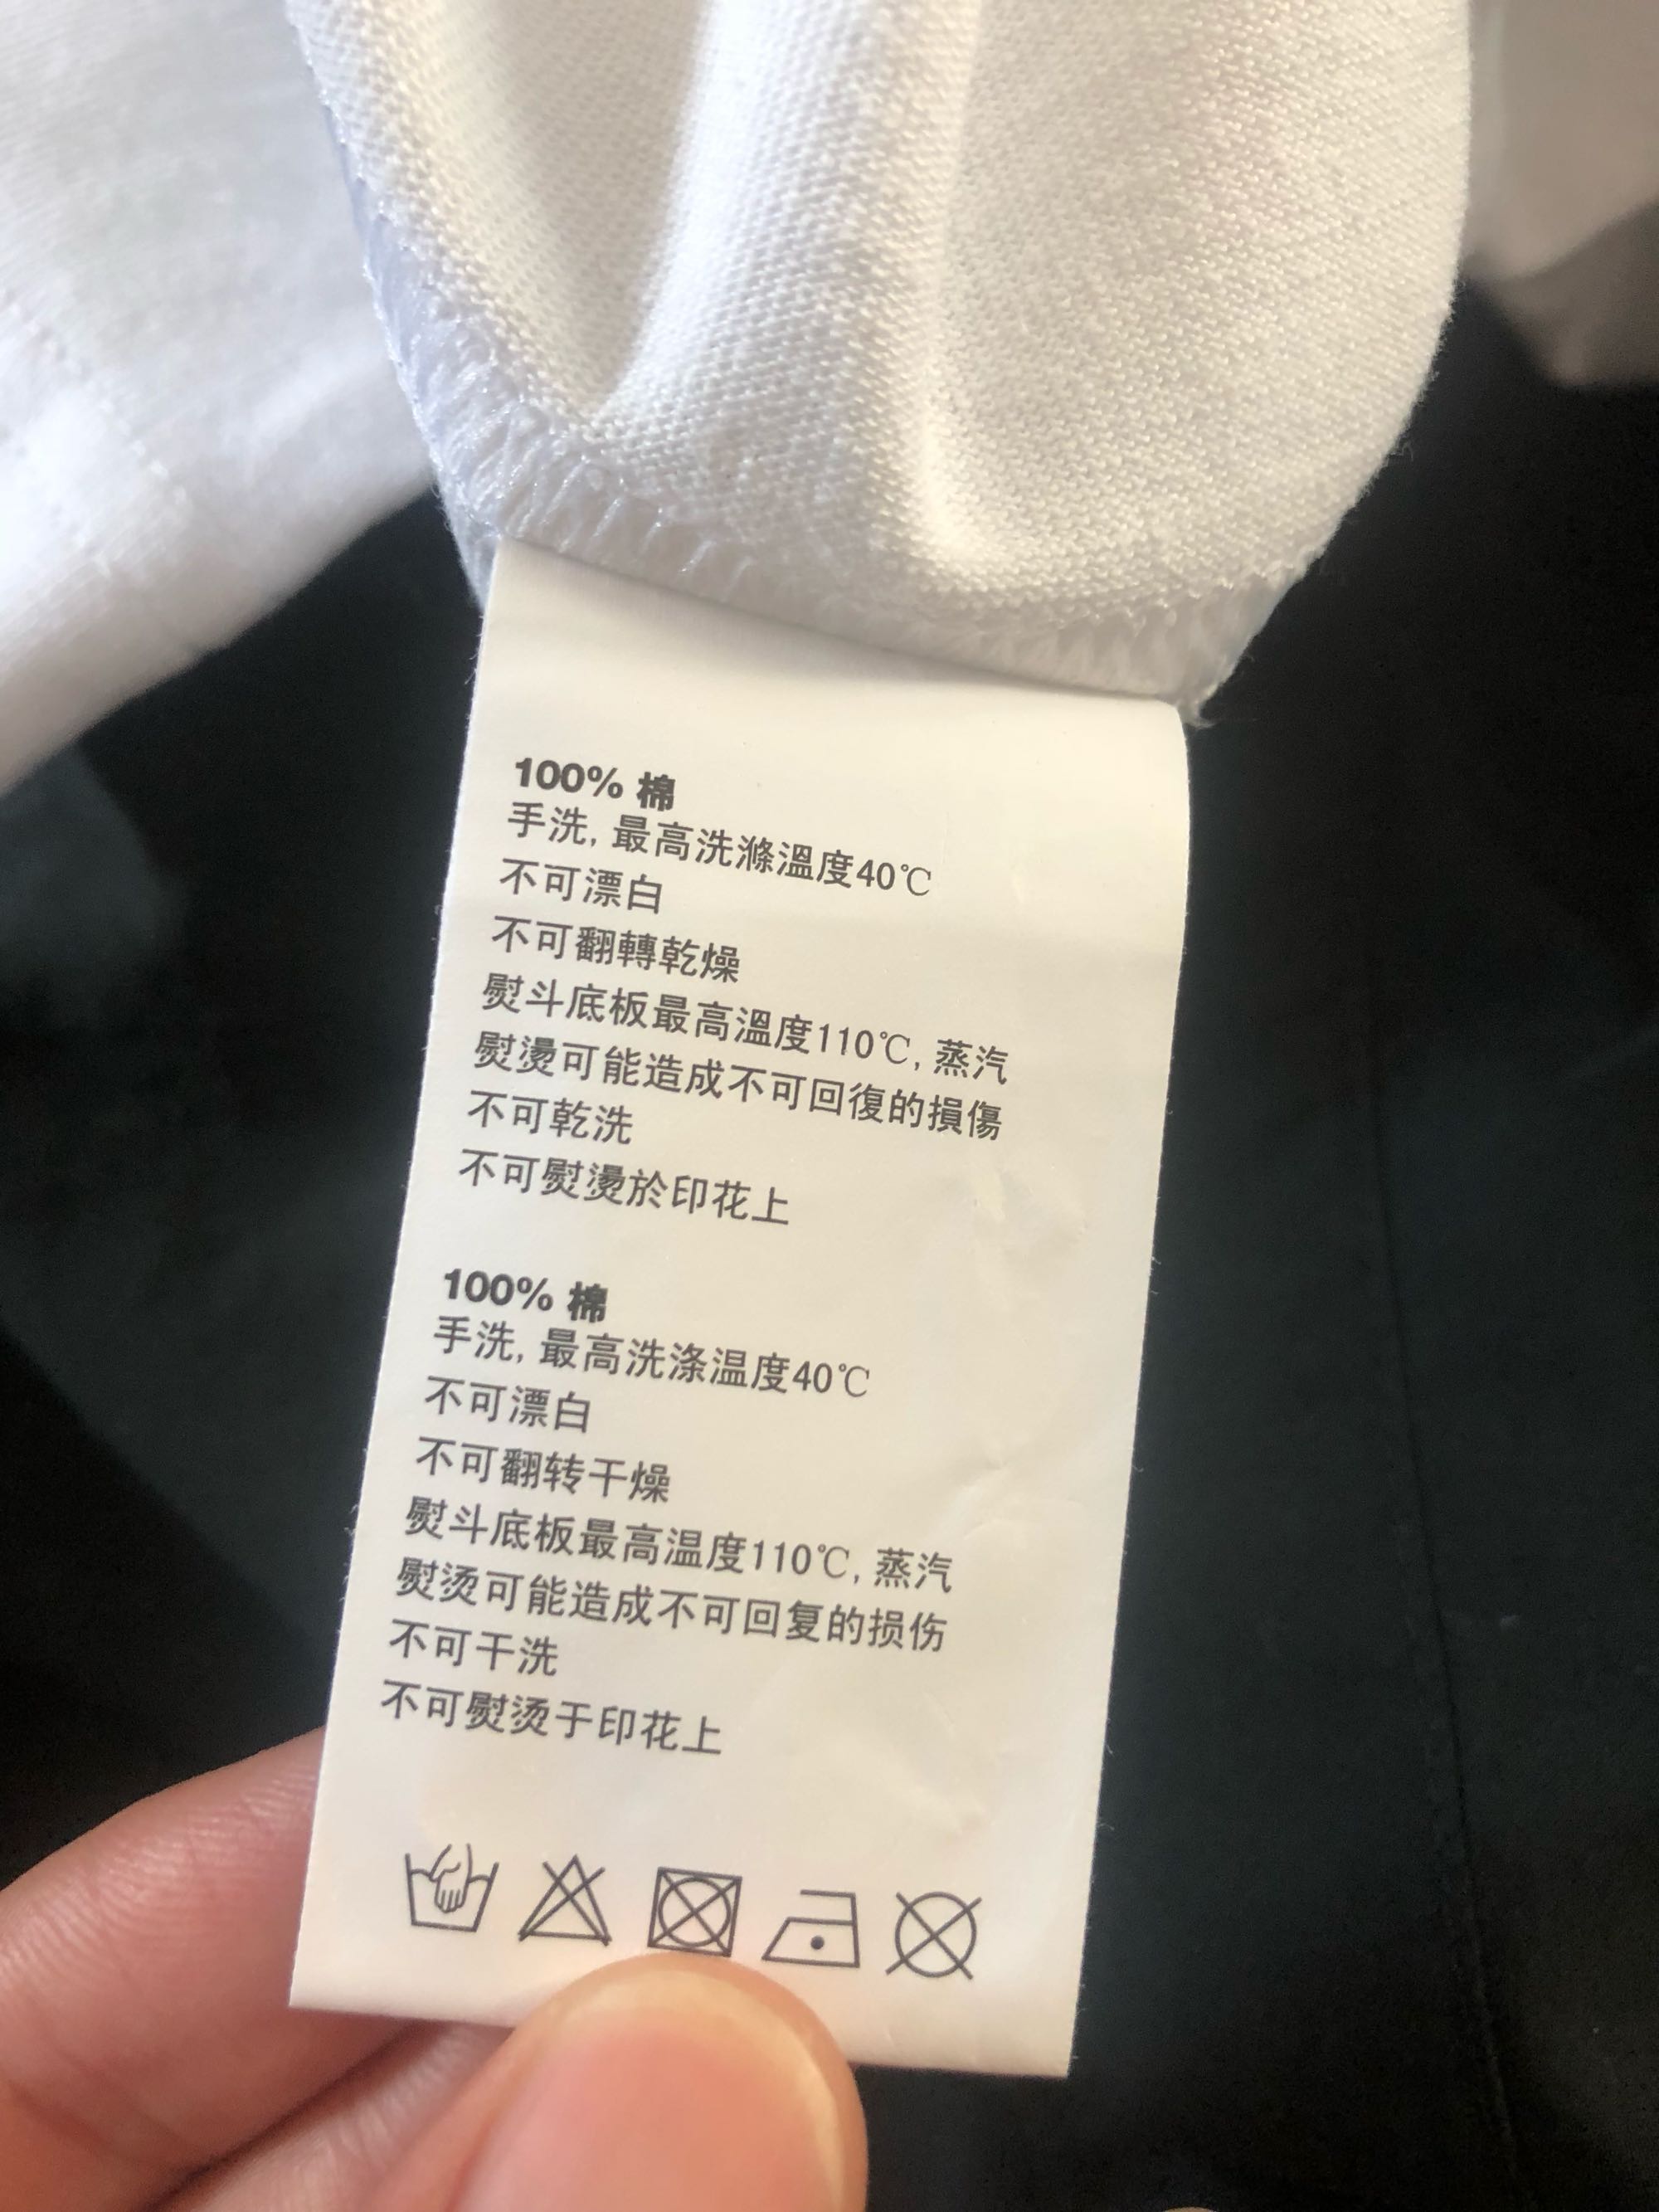 100% 棉
手洗, 最高洗滌溫度40℃
不可漂白
不可翻轉乾燥
熨斗底板最高溫度110℃, 蒸汽
熨燙可能造成不可回復的損傷
不可乾洗
不可熨燙於印花上
100% 棉
手洗, 最高洗涤温度40℃
不可漂白
不可翻转干燥
熨斗底板最高温度110℃, 蒸汽
熨烫可能造成不可回复的损伤
不可干洗
不可熨烫于印花上